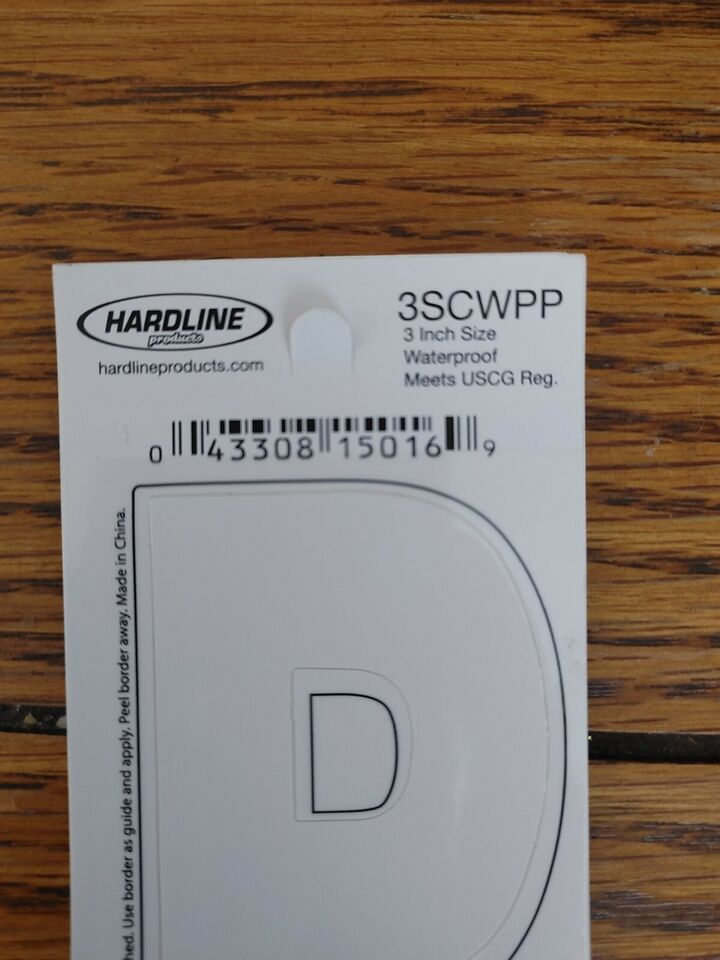 HARDLINE
products
hardlineproducts.com
3SCWPP
3 Inch Size
Waterproof
Meets USCG Reg.
0 43308 15016 9
Use border as guide and apply. Peel border away. Made in China.